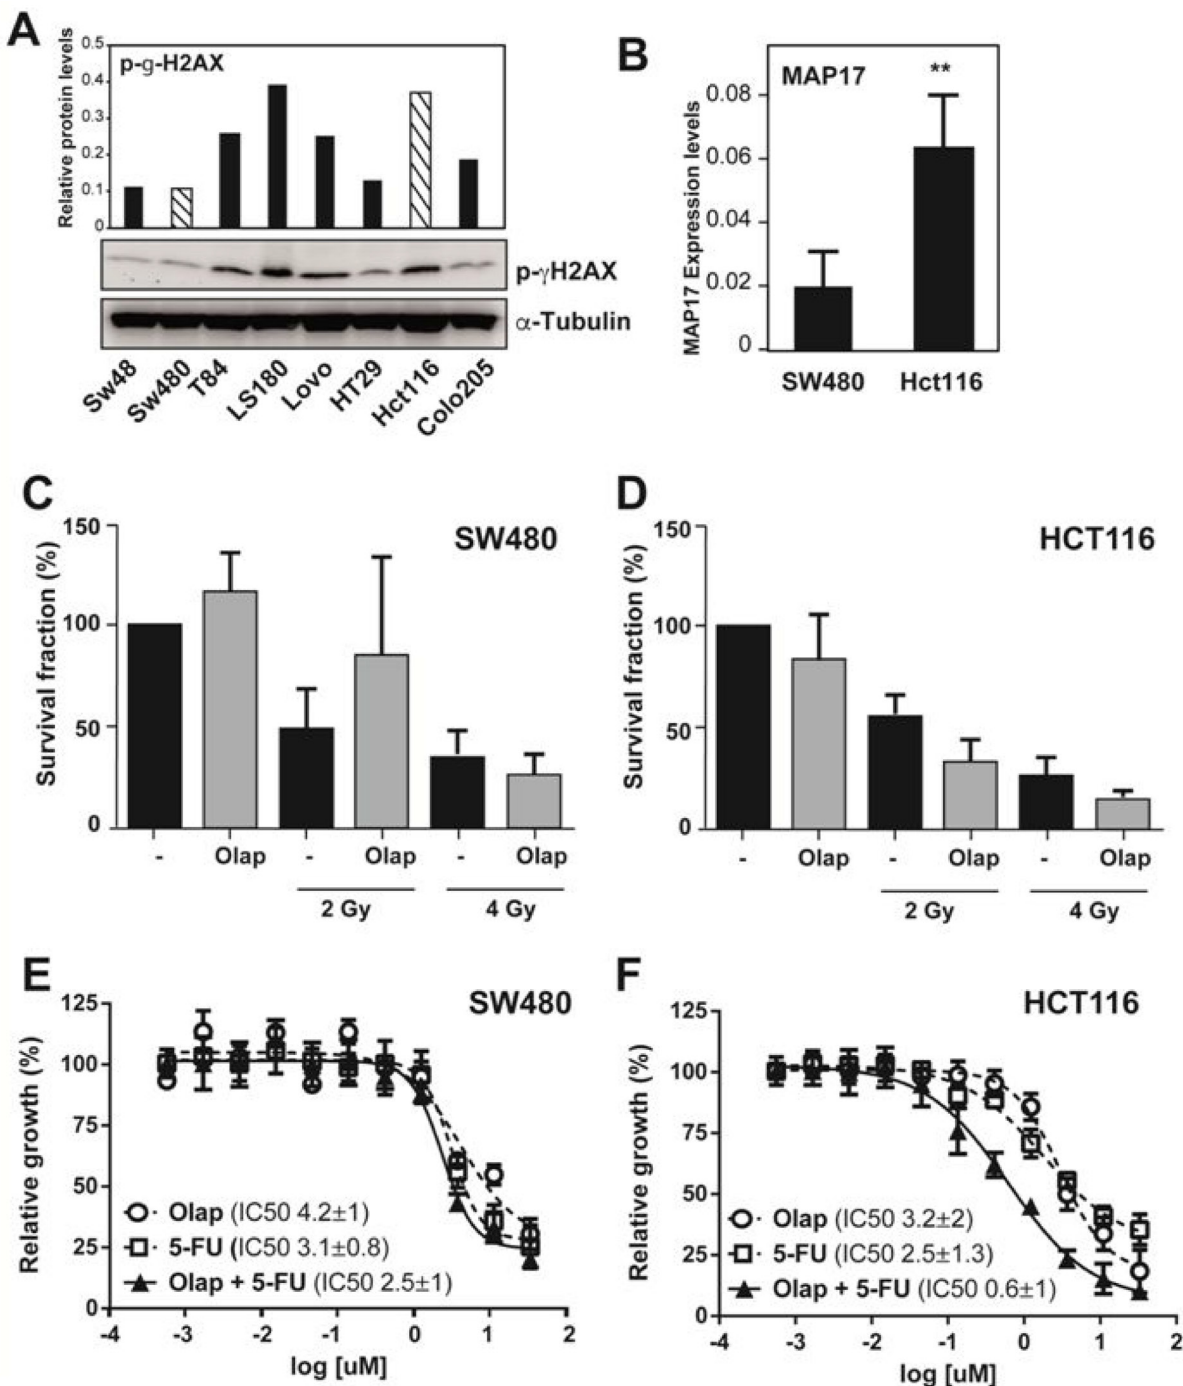 A
Relative protein levels
0.5
0.4
0.3
0.2
0.1
0
p-g-H2AX
p-γH2AX
α-Tubulin
Sw48
Sw480
T84
LS180
Lovo
HT29
Hct116
Colo205
B
MAP17 Expression levels
MAP17
**
0.08
0.06
0.04
0.02
0
SW480 Hct116
C
SW480
Survival fraction (%)
150
100
50
0
- Olap - Olap - Olap
2 Gy 4 Gy
D
HCT116
Survival fraction (%)
150
100
50
0
- Olap - Olap - Olap
2 Gy 4 Gy
E
SW480
Relative growth (%)
125
100
75
50
25
0
Olap (IC50 4.2±1)
5-FU (IC50 3.1±0.8)
Olap + 5-FU (IC50 2.5±1)
-4 -3 -2 -1 0 1 2
log [uM]
F
HCT116
Relative growth (%)
125
100
75
50
25
0
Olap (IC50 3.2±2)
5-FU (IC50 2.5±1.3)
Olap + 5-FU (IC50 0.6±1)
-4 -3 -2 -1 0 1 2
log [uM]